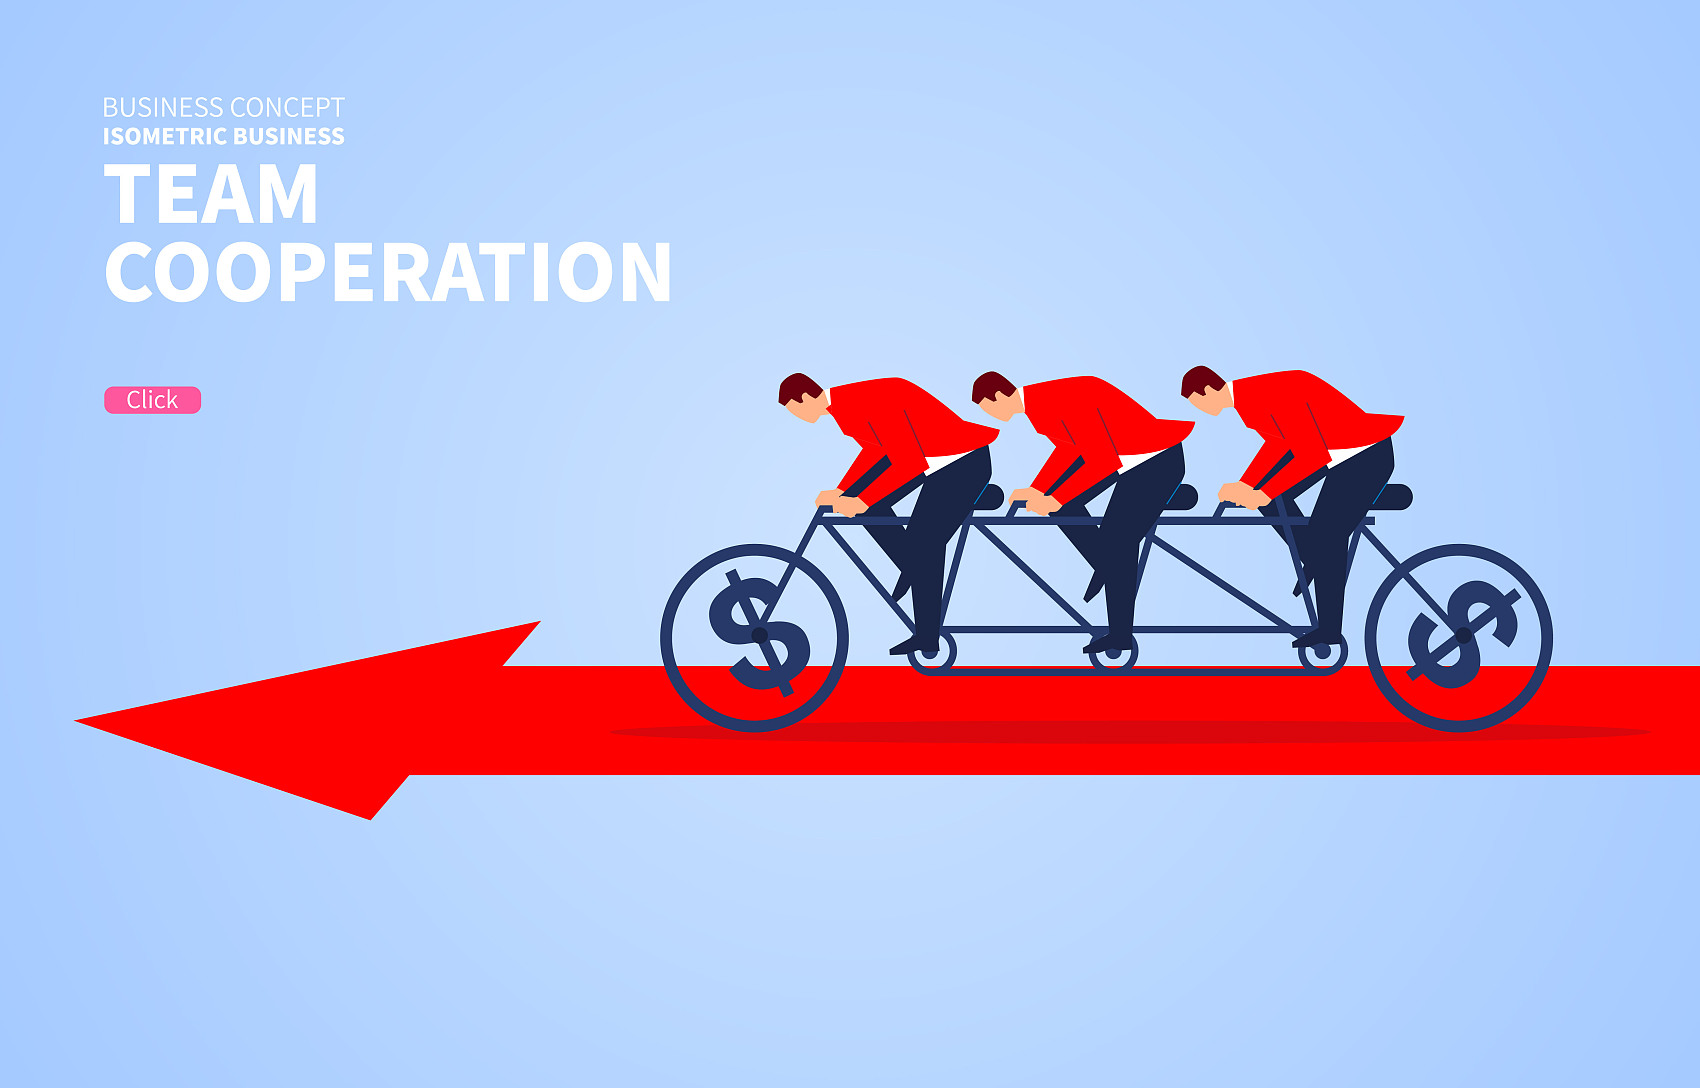 BUSINESS CONCEPT
ISOMETRIC BUSINESS
TEAM
COOPERATION
Click
$
$